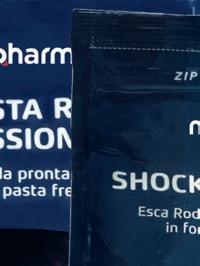 pharm
STA R
SSION
la pronta
pasta fre
ZIP
SHOCK
Esca Rod
in for